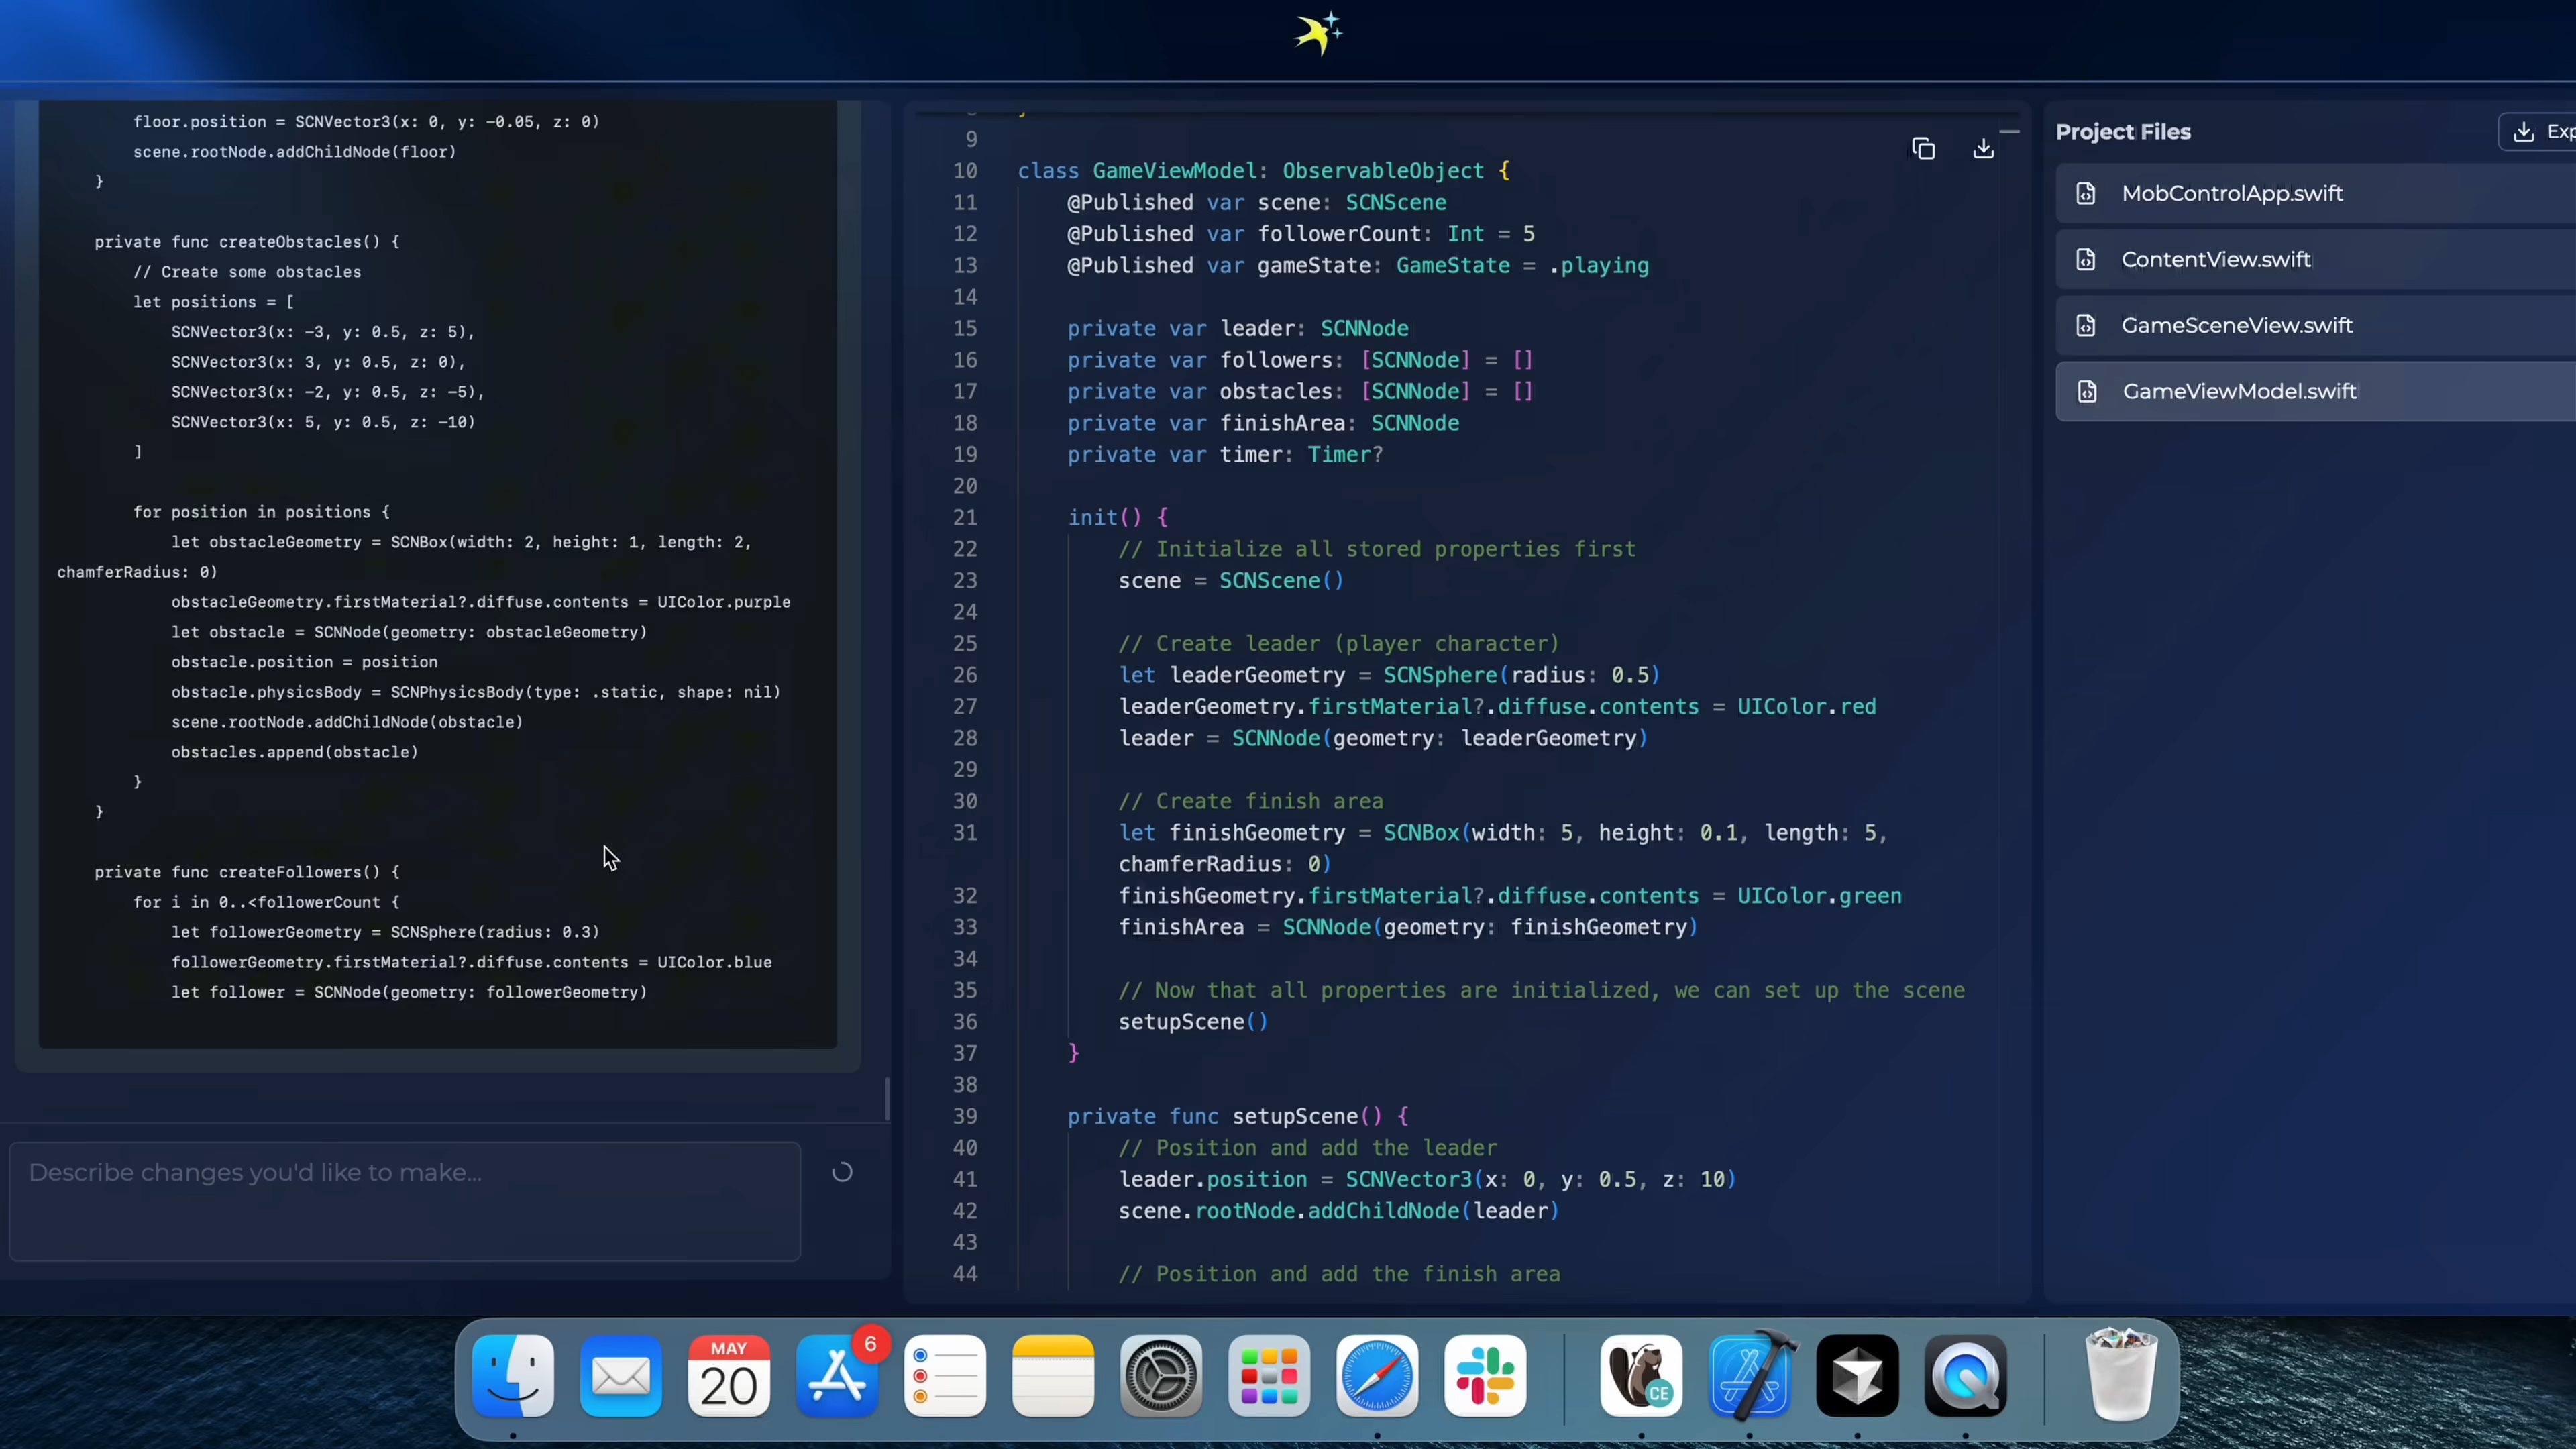 floor.position = SCNVector3(x: 0, y: -0.05, z: 0)
scene.rootNode.addChildNode(floor)
}
private func createObstacles() {
// Create some obstacles
let positions = [
SCNVector3(x: -3, y: 0.5, z: 5),
SCNVector3(x: 3, y: 0.5, z: 0),
SCNVector3(x: -2, y: 0.5, z: -5),
SCNVector3(x: 5, y: 0.5, z: -10)
]
for position in positions {
let obstacleGeometry = SCNBox(width: 2, height: 1, length: 2,
chamferRadius: 0)
obstacleGeometry.firstMaterial?.diffuse.contents = UIColor.purple
let obstacle = SCNNode(geometry: obstacleGeometry)
obstacle.position = position
obstacle.physicsBody = SCNPhysicsBody(type: .static, shape: nil)
scene.rootNode.addChildNode(obstacle)
obstacles.append(obstacle)
}
}
private func createFollowers() {
for i in 0..<followerCount {
let followerGeometry = SCNSphere(radius: 0.3)
followerGeometry.firstMaterial?.diffuse.contents = UIColor.blue
let follower = SCNNode(geometry: followerGeometry)
Describe changes you'd like to make...
9
10 class GameViewModel: ObservableObject {
11 @Published var scene: SCNScene
12 @Published var followerCount: Int = 5
13 @Published var gameState: GameState = .playing
14
15 private var leader: SCNNode
16 private var followers: [SCNNode] = []
17 private var obstacles: [SCNNode] = []
18 private var finishArea: SCNNode
19 private var timer: Timer?
20
21 init() {
22 // Initialize all stored properties first
23 scene = SCNScene()
24
25 // Create leader (player character)
26 let leaderGeometry = SCNSphere(radius: 0.5)
27 leaderGeometry.firstMaterial?.diffuse.contents = UIColor.red
28 leader = SCNNode(geometry: leaderGeometry)
29
30 // Create finish area
31 let finishGeometry = SCNBox(width: 5, height: 0.1, length: 5,
chamferRadius: 0)
32 finishGeometry.firstMaterial?.diffuse.contents = UIColor.green
33 finishArea = SCNNode(geometry: finishGeometry)
34
35 // Now that all properties are initialized, we can set up the scene
36 setupScene()
37 }
38
39 private func setupScene() {
40 // Position and add the leader
41 leader.position = SCNVector3(x: 0, y: 0.5, z: 10)
42 scene.rootNode.addChildNode(leader)
43
44 // Position and add the finish area
Project Files
Exp
MobControlApp.swift
ContentView.swift
GameSceneView.swift
GameViewModel.swift
MAY
20
6
CE